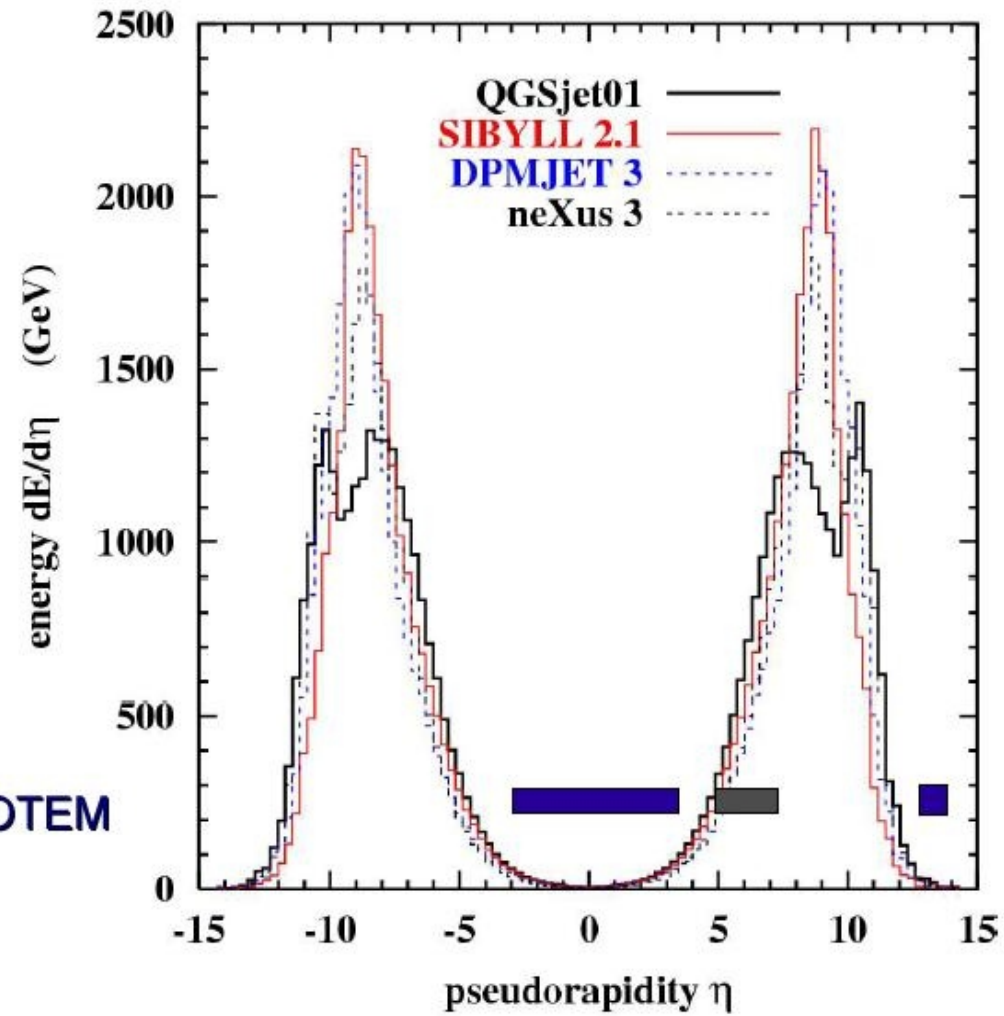 2500
2000
1500
1000
500
0
energy dE/dη (GeV)
QGSjet01
SIBYLL 2.1
DPMJET 3
neXus 3
OTEM
-15 -10 -5 0 5 10 15
pseudorapidity η